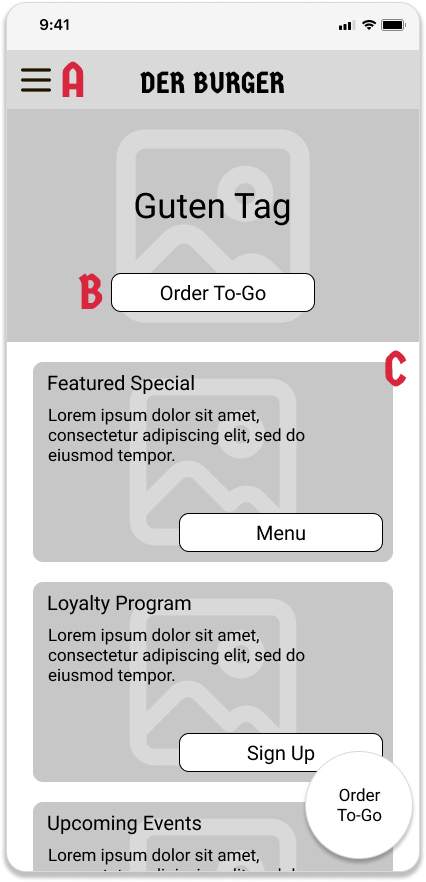 9:41
A
DER BURGER
Guten Tag
B
Order To-Go
C
Featured Special
Lorem ipsum dolor sit amet,
consectetur adipiscing elit, sed do
eiusmod tempor.
Menu
Loyalty Program
Lorem ipsum dolor sit amet,
consectetur adipiscing elit, sed do
eiusmod tempor.
Sign Up
Order
To-Go
Upcoming Events
Lorem ipsum dolor sit amet,